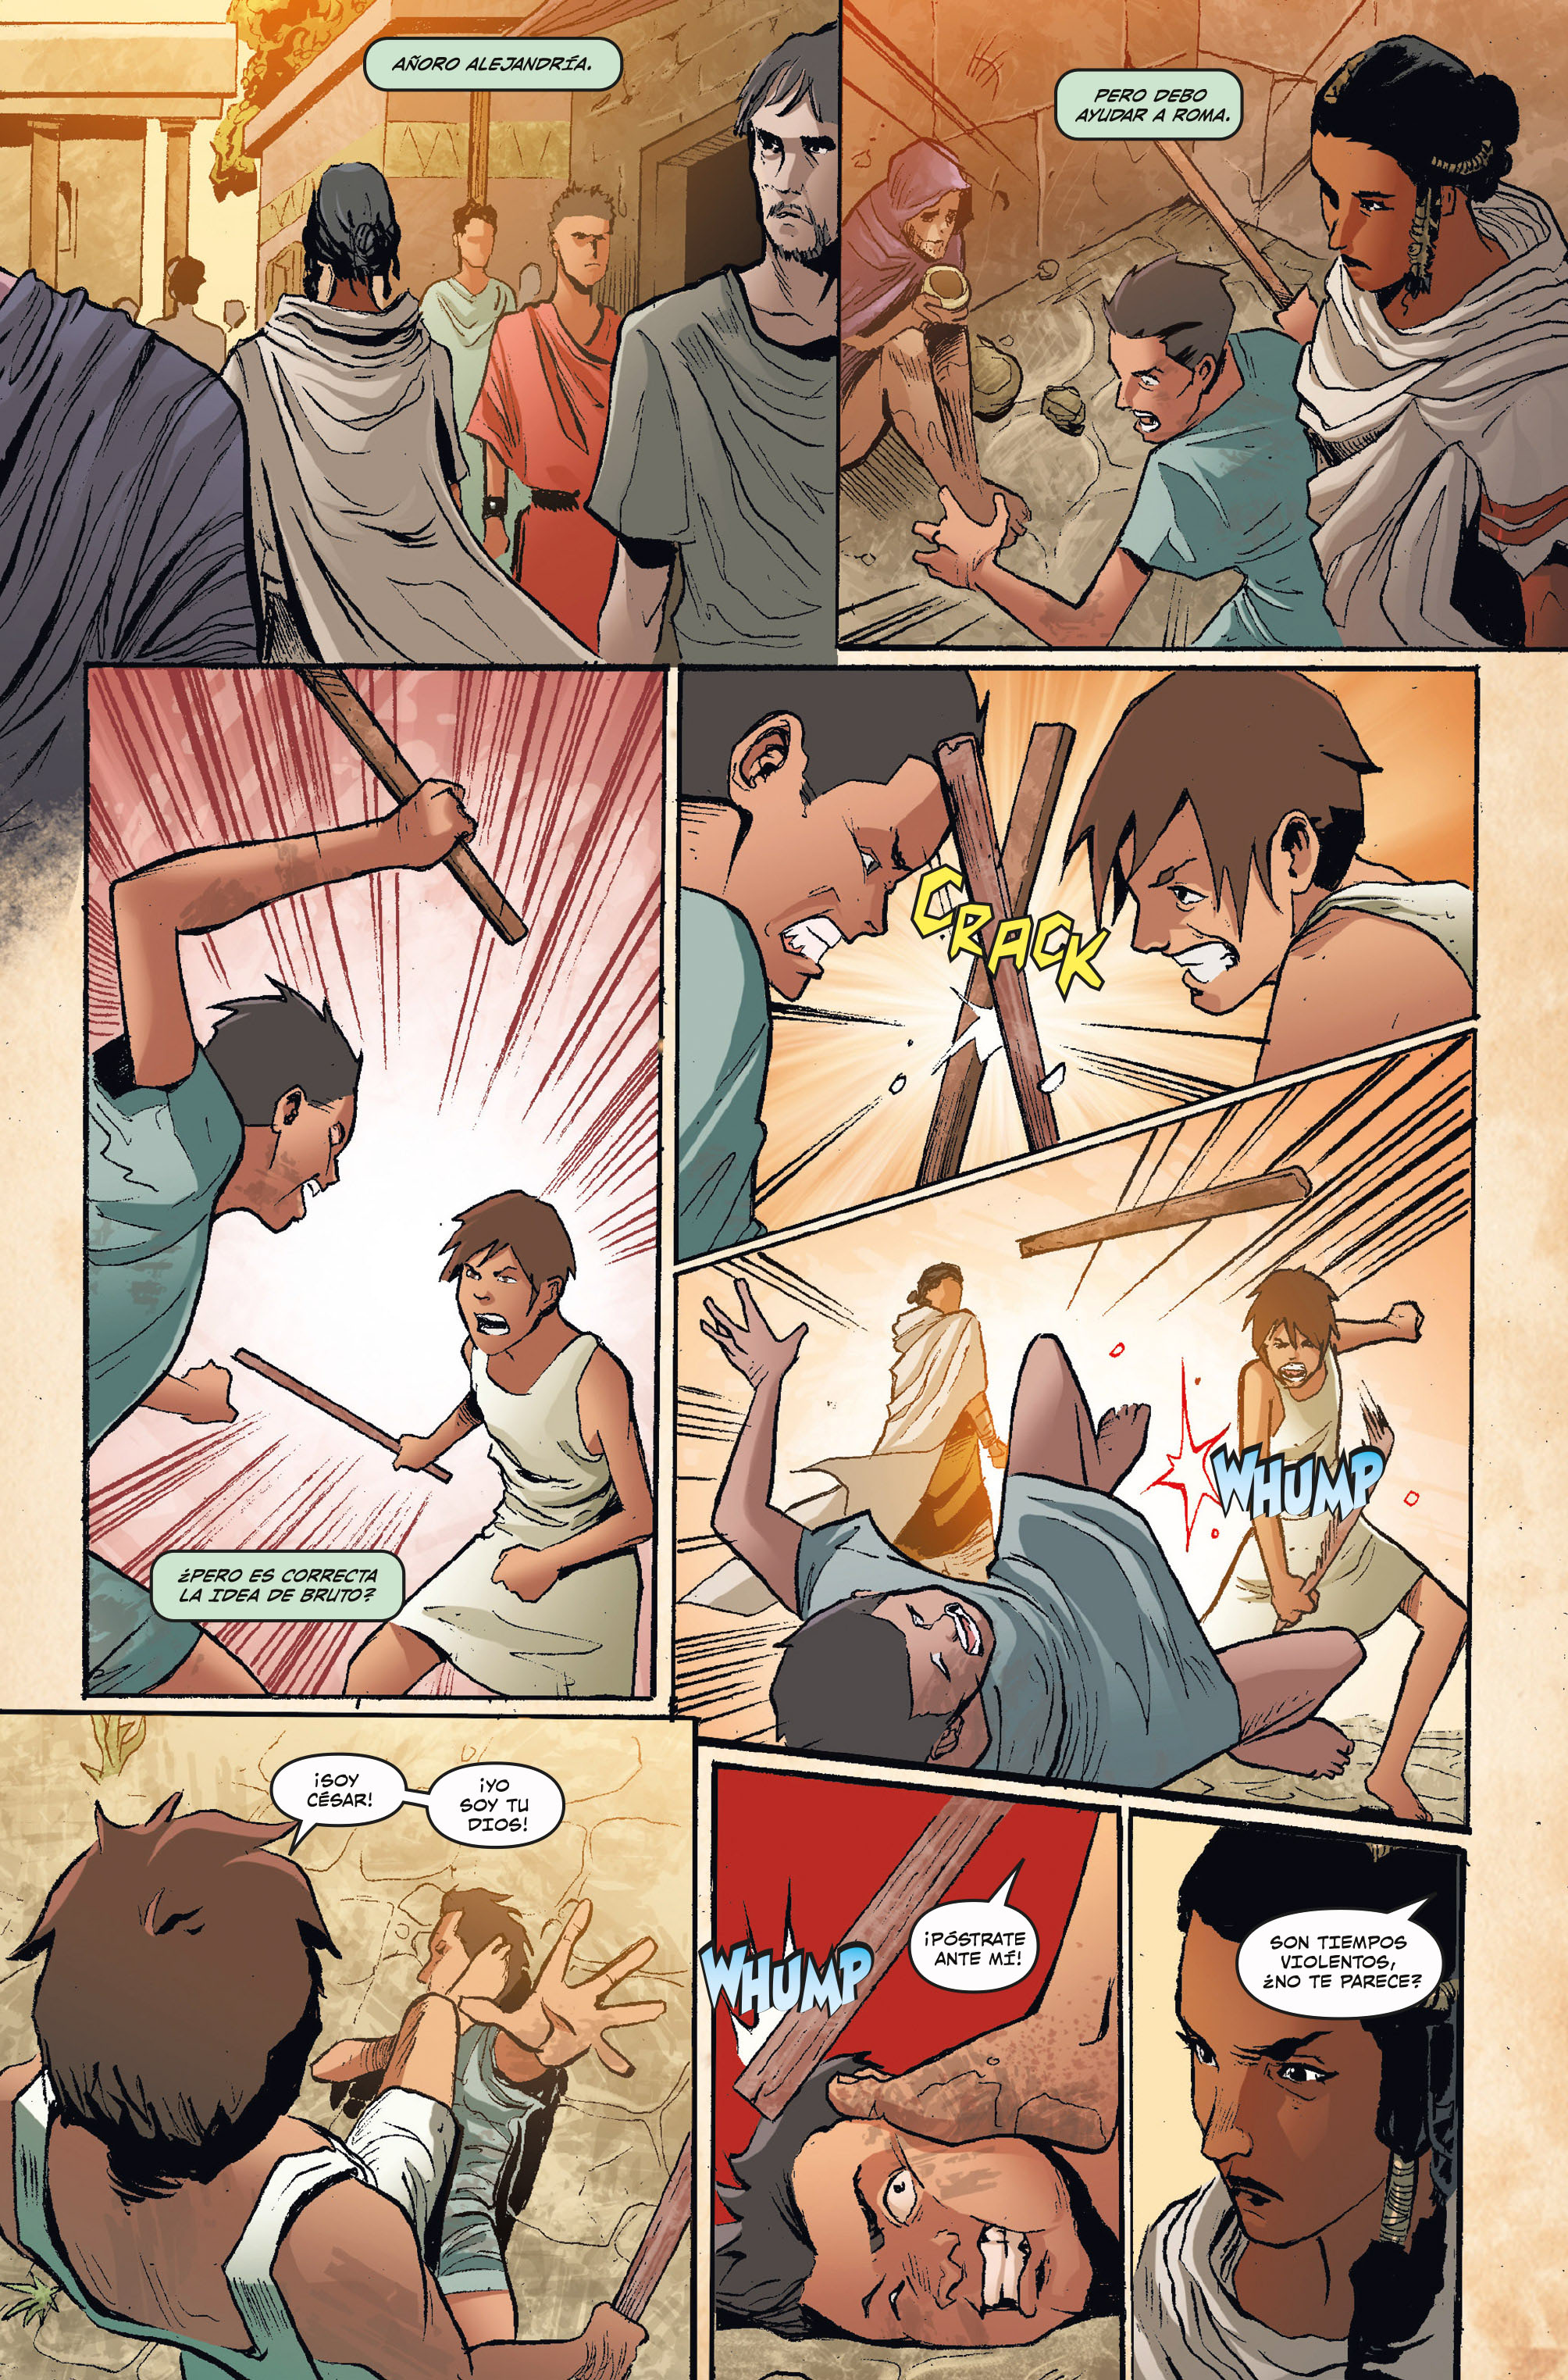 AÑORO ALEJANDRÍA.
PERO DEBO
AYUDAR A ROMA.
¿PERO ES CORRECTA
LA IDEA DE BRUTO?
CRACK
WHUMP
¡SOY
CÉSAR!
¡YO
SOY TU
DIOS!
WHUMP
¡PÓSTRATE
ANTE MÍ!
SON TIEMPOS
VIOLENTOS,
¿NO TE PARECE?